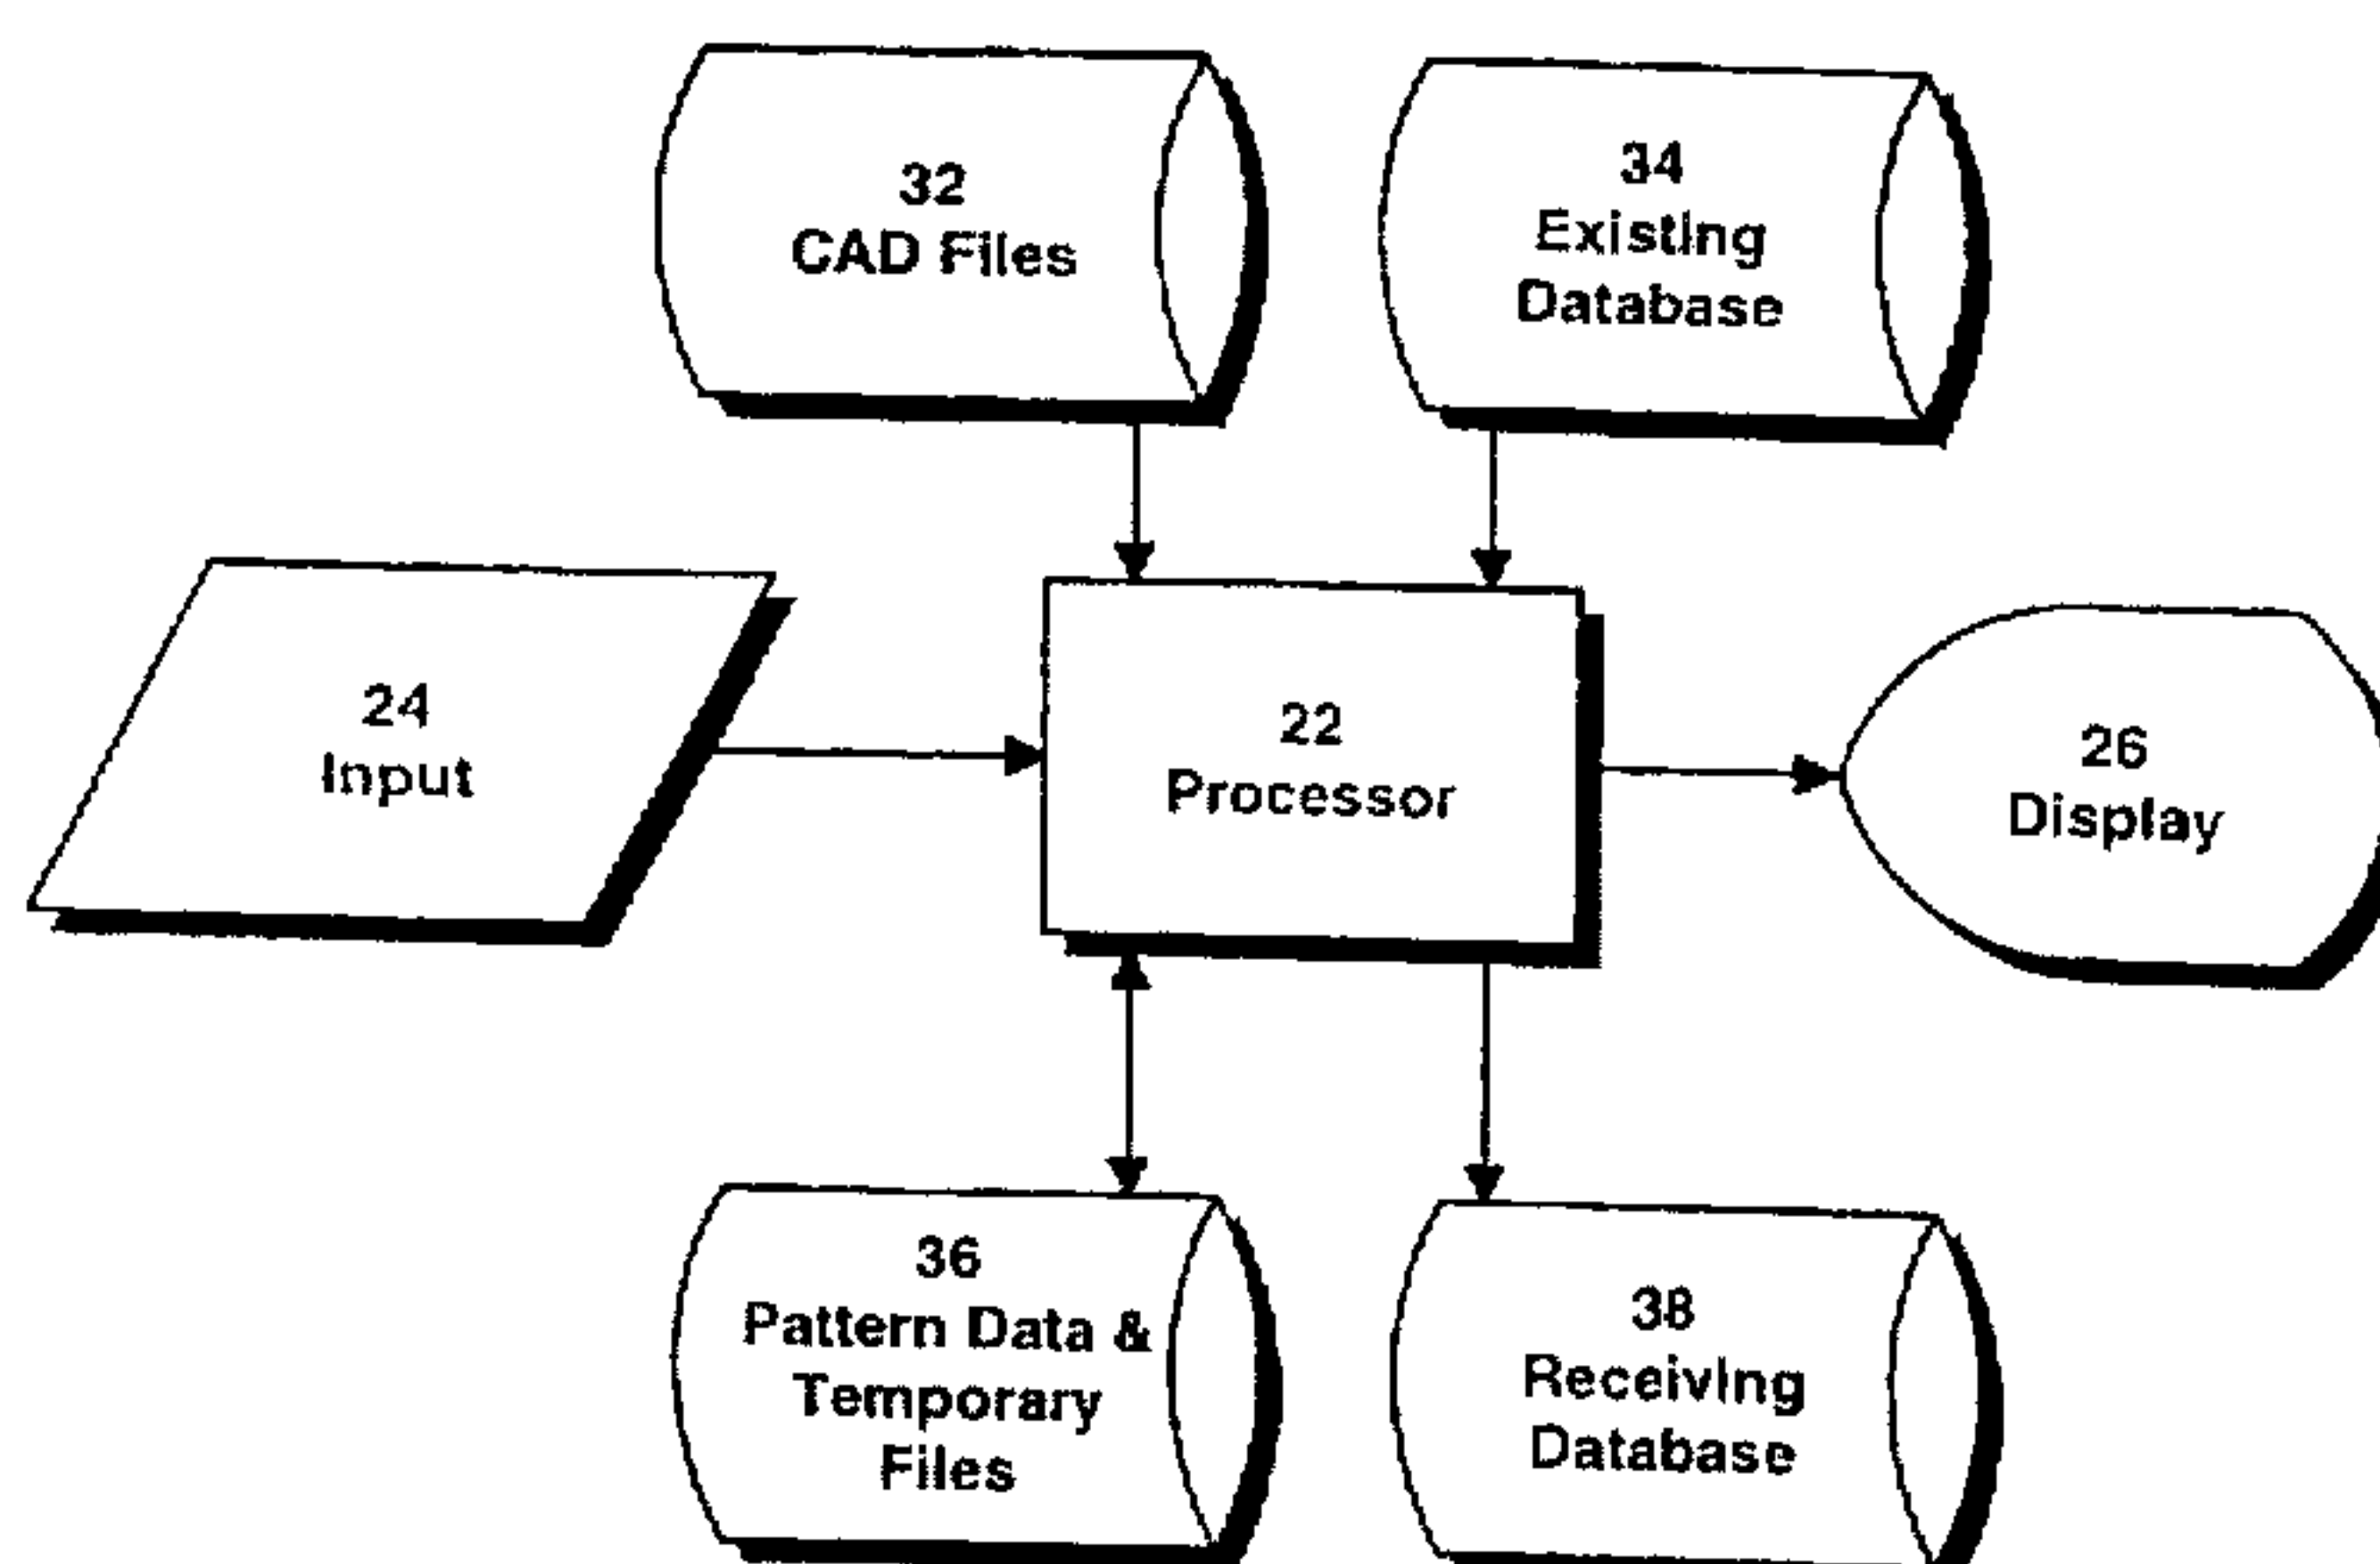 32
CAD Files
34
Existing
Database
24
Input
22
Processor
26
Display
36
Pattern Data &
Temporary
Files
38
Receiving
Database